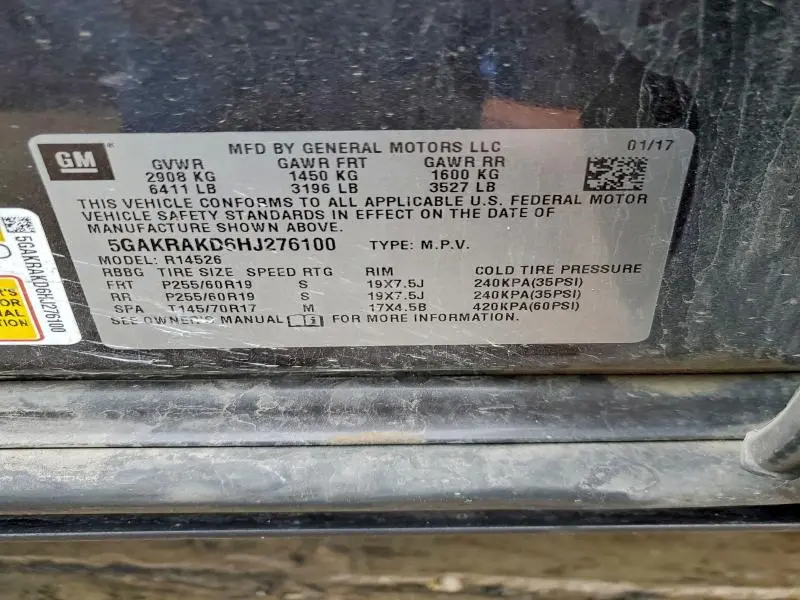 GM
MFD BY GENERAL MOTORS LLC 01/17
GVWR GAWR FRT GAWR RR
2908 KG 1450 KG 1600 KG
6411 LB 3196 LB 3527 LB
THIS VEHICLE CONFORMS TO ALL APPLICABLE U.S. FEDERAL MOTOR
VEHICLE SAFETY STANDARDS IN EFFECT ON THE DATE OF
MANUFACTURE SHOWN ABOVE.
5GAKRAKD6HJ276100 TYPE: M.P.V.
MODEL: R14526
RBBG TIRE SIZE SPEED RTG RIM COLD TIRE PRESSURE
FRT P255/60R19 S 19X7.5J 240KPA(35PSI)
RR P255/60R19 S 19X7.5J 240KPA(35PSI)
SPA T145/70R17 M 17X4.5B 420KPA(60PSI)
SEE OWNER'S MANUAL FOR MORE INFORMATION.
5GAKRAKD6HJ276100